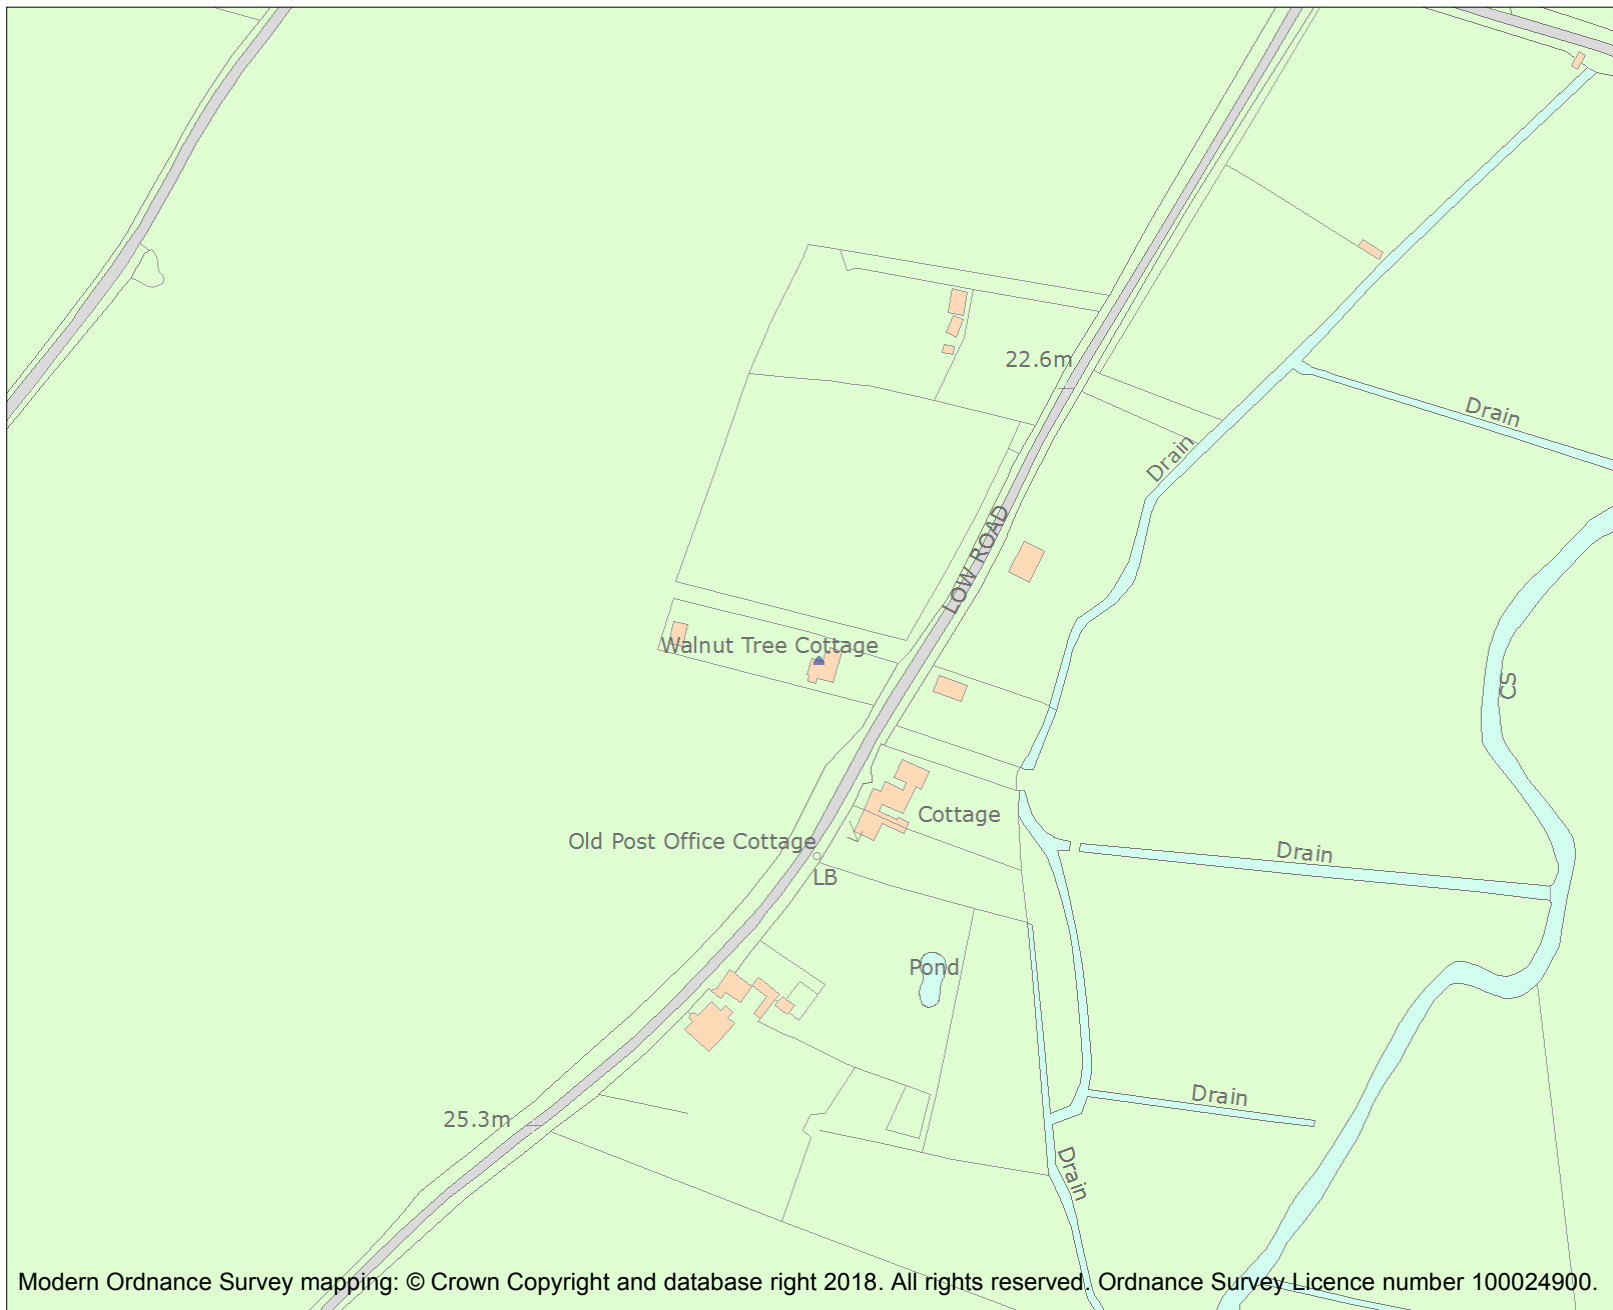 22.6m
Drain
Drain
LOW ROAD
Walnut Tree Cottage
CS
Cottage
Old Post Office Cottage
Drain
LB
Pond
Drain
25.3m
Drain
Modern Ordnance Survey mapping: © Crown Copyright and database right 2018. All rights reserved. Ordnance Survey Licence number 100024900.